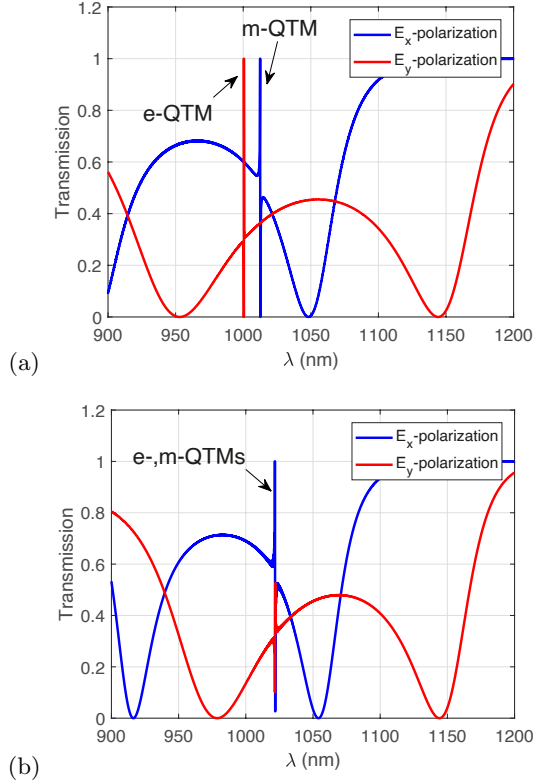 1.2
1
0.8
0.6
0.4
0.2
0
Transmission
m-QTM
e-QTM
Eₓ-polarization
E_y-polarization
900 950 1000 1050 1100 1150 1200
λ (nm)
(a)
1.2
1
0.8
0.6
0.4
0.2
0
Transmission
e-,m-QTMs
Eₓ-polarization
E_y-polarization
900 950 1000 1050 1100 1150 1200
λ (nm)
(b)